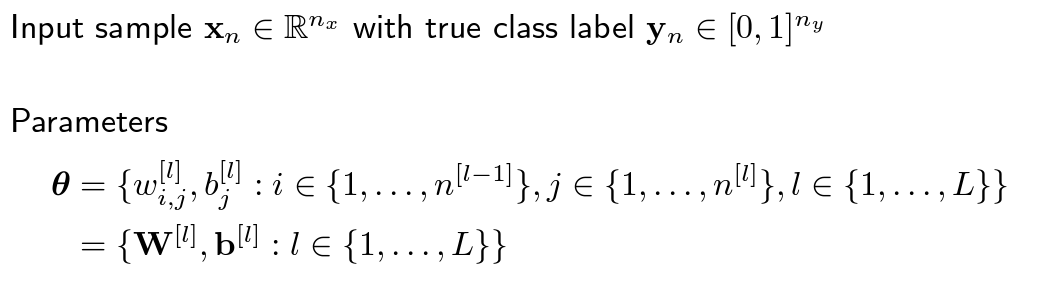 Input sample $\mathbf{x}_n \in \mathbb{R}^{n_x}$ with true class label $\mathbf{y}_n \in [0, 1]^{n_y}$
Parameters
$\boldsymbol{\theta} = \{w_{i,j}^{[l]}, b_j^{[l]} : i \in \{1, \ldots, n^{[l-1]}\}, j \in \{1, \ldots, n^{[l]}\}, l \in \{1, \ldots, L\}\}$
$= \{\mathbf{W}^{[l]}, \mathbf{b}^{[l]} : l \in \{1, \ldots, L\}\}$